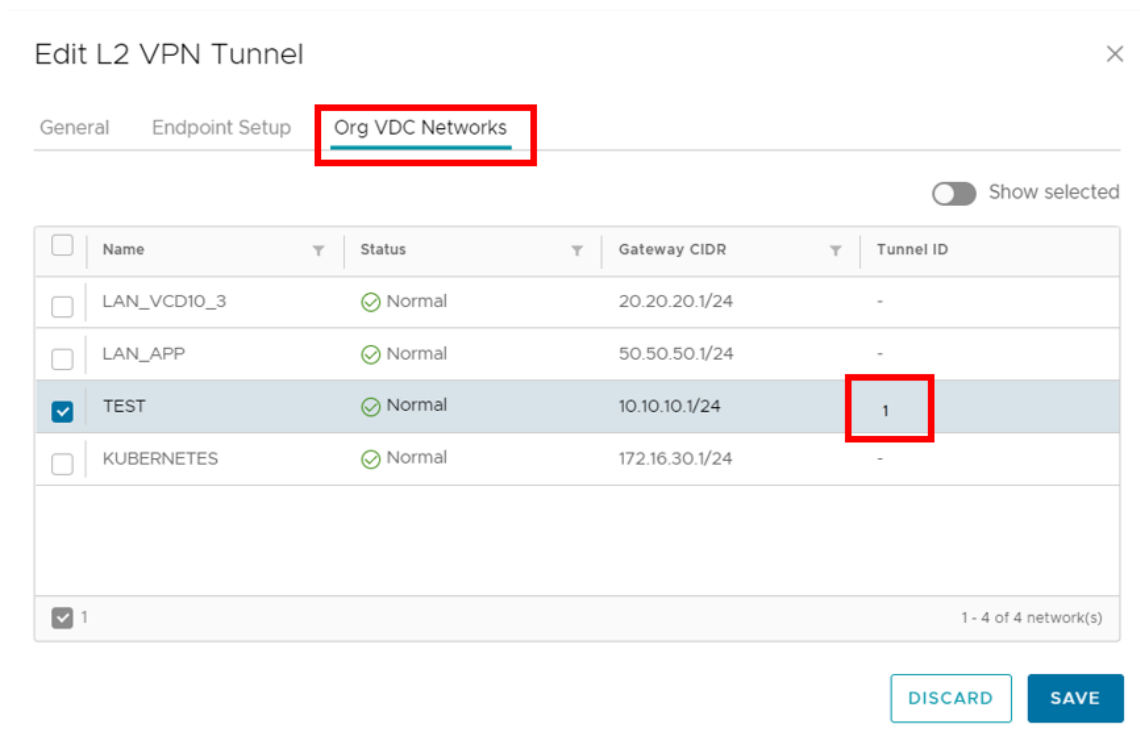 Edit L2 VPN Tunnel
General Endpoint Setup Org VDC Networks
Show selected
Name Status Gateway CIDR Tunnel ID
LAN_VCD10_3 Normal 20.20.20.1/24 -
LAN_APP Normal 50.50.50.1/24 -
TEST Normal 10.10.10.1/24 1
KUBERNETES Normal 172.16.30.1/24 -
1 1 - 4 of 4 network(s)
DISCARD SAVE